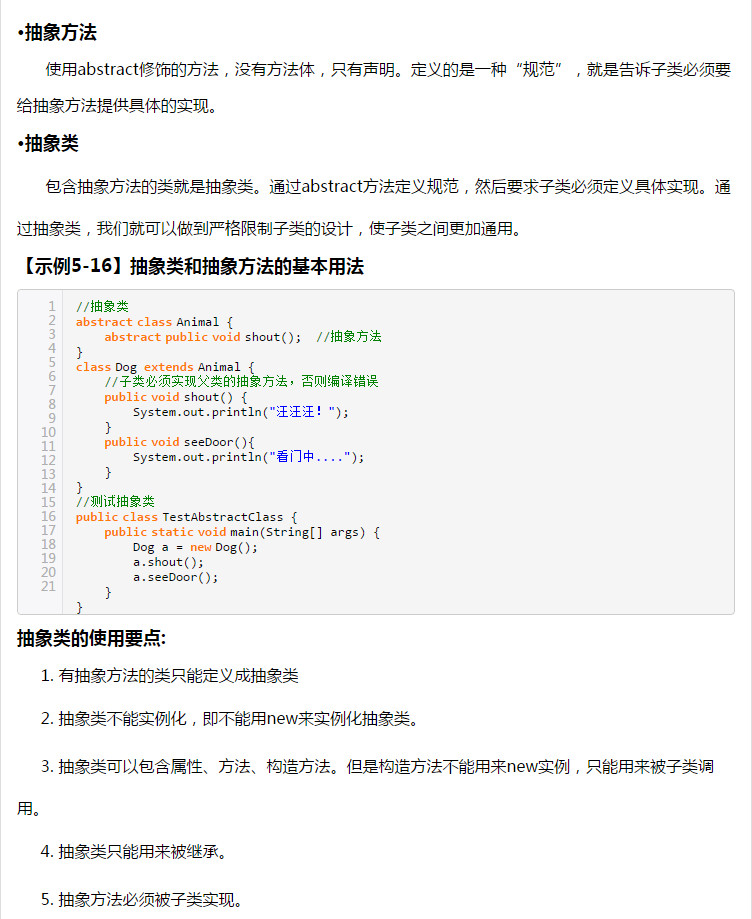 •抽象方法
使用abstract修饰的方法，没有方法体，只有声明。定义的是一种“规范”，就是告诉子类必须要
给抽象方法提供具体的实现。
•抽象类
包含抽象方法的类就是抽象类。通过abstract方法定义规范，然后要求子类必须定义具体实现。通
过抽象类，我们就可以做到严格限制子类的设计，使子类之间更加通用。
【示例5-16】抽象类和抽象方法的基本用法
1 //抽象类
2 abstract class Animal {
3     abstract public void shout();  //抽象方法
4 }
5 class Dog extends Animal {
6     //子类必须实现父类的抽象方法，否则编译错误
7     public void shout() {
8         System.out.println("汪汪汪！");
9     }
10     public void seeDoor(){
11         System.out.println("看门中....");
12     }
13 }
14 //测试抽象类
15 public class TestAbstractClass {
16     public static void main(String[] args) {
17         Dog a = new Dog();
18         a.shout();
19         a.seeDoor();
20     }
21 }
抽象类的使用要点:
1. 有抽象方法的类只能定义成抽象类
2. 抽象类不能实例化，即不能用new来实例化抽象类。
3. 抽象类可以包含属性、方法、构造方法。但是构造方法不能用来new实例，只能用来被子类调
用。
4. 抽象类只能用来被继承。
5. 抽象方法必须被子类实现。